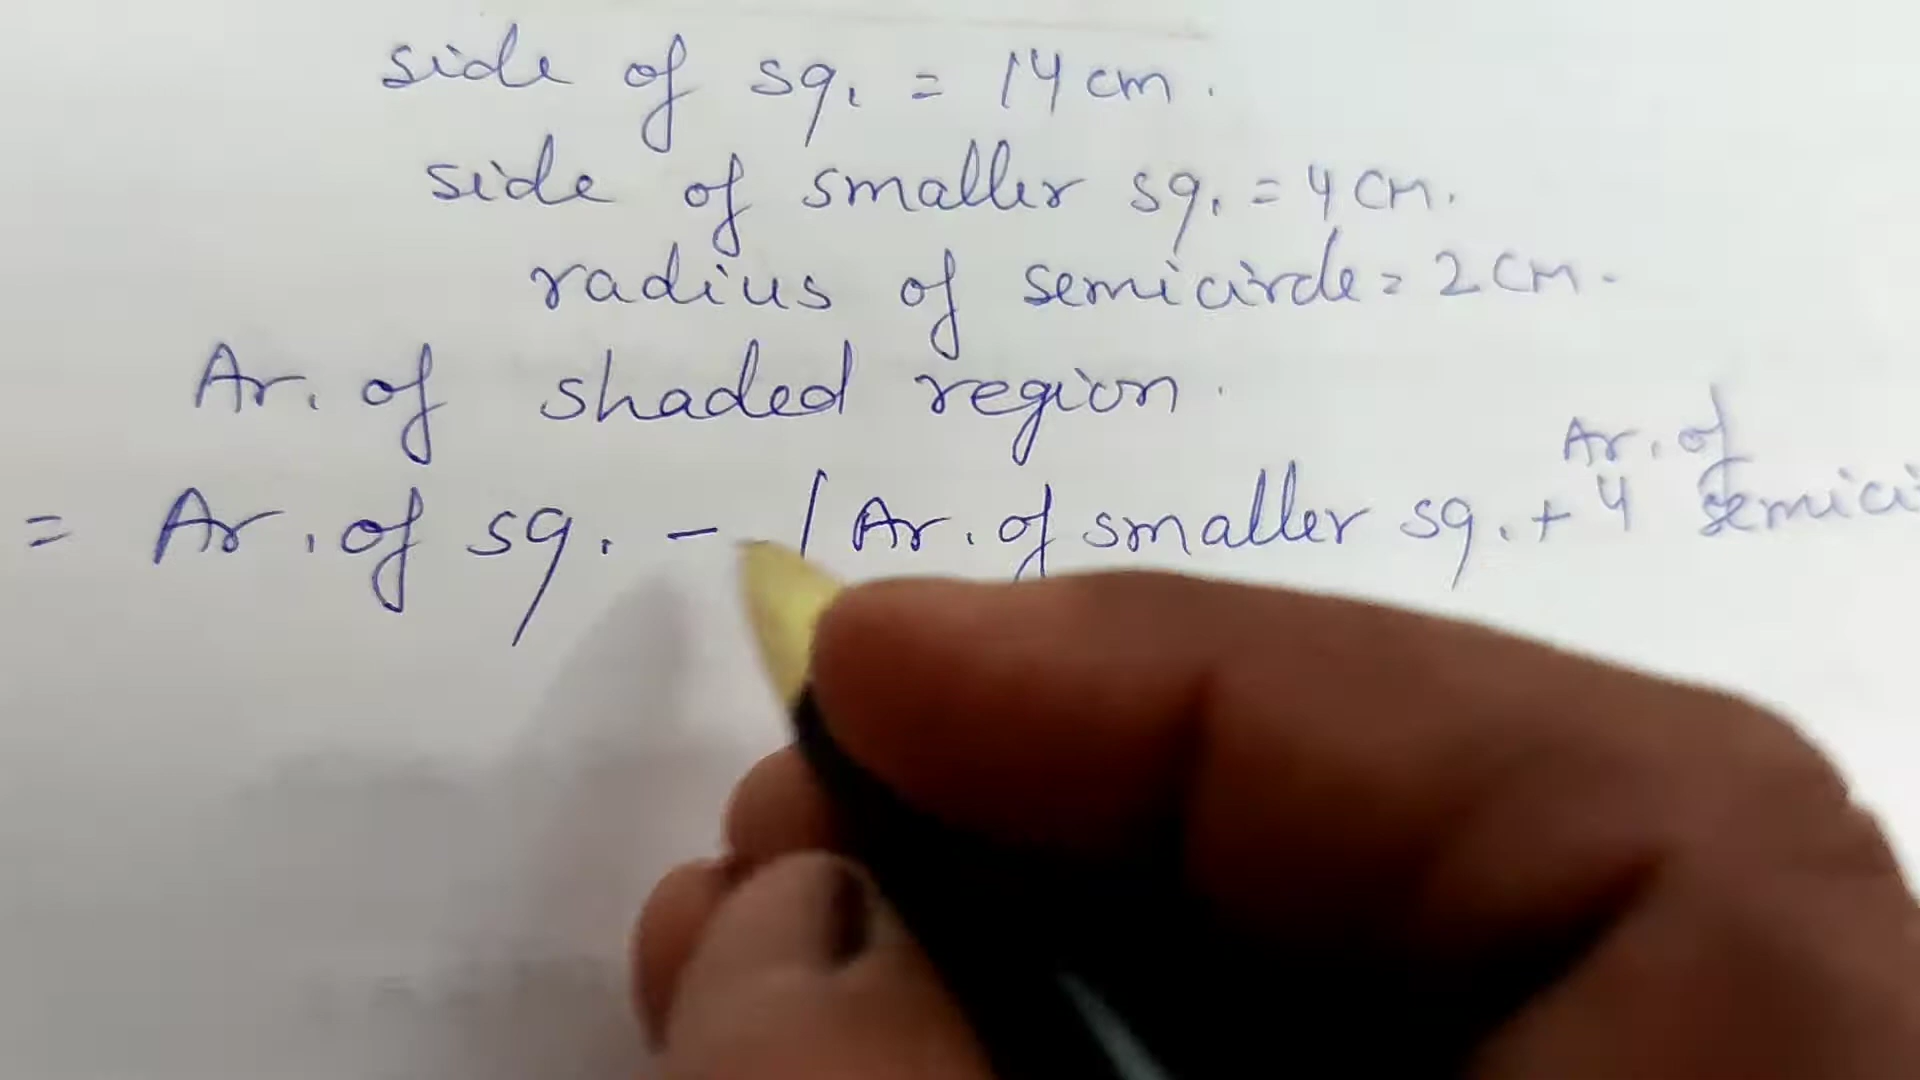 side of sq. = 14 cm.
side of smaller sq. = 4 cm.
radius of semicircle = 2 cm.
Ar. of shaded region.
Ar. of
= Ar. of sq. - ( Ar. of smaller sq. + 4 semici